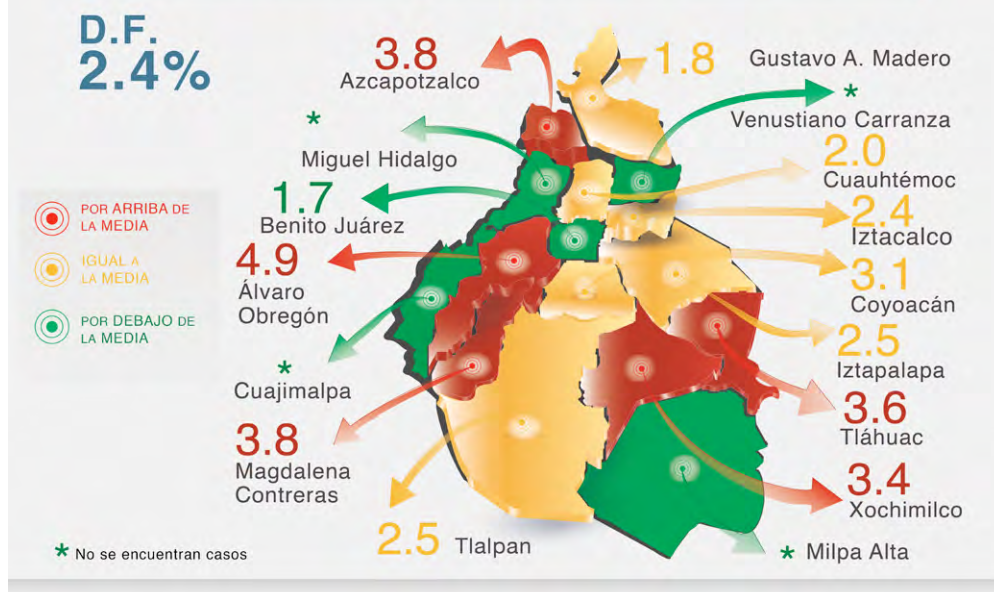 D.F.
2.4%
3.8
Azcapotzalco
1.8
Gustavo A. Madero
*
Venustiano Carranza
*
Miguel Hidalgo
2.0
Cuauhtémoc
1.7
Benito Juárez
2.4
Iztacalco
POR ARRIBA DE
LA MEDIA
IGUAL A
LA MEDIA
POR DEBAJO DE
LA MEDIA
4.9
Álvaro
Obregón
3.1
Coyoacán
*
Cuajimalpa
2.5
Iztapalapa
3.8
Magdalena
Contreras
3.6
Tláhuac
3.4
Xochimilco
2.5 Tlalpan
* Milpa Alta
* No se encuentran casos